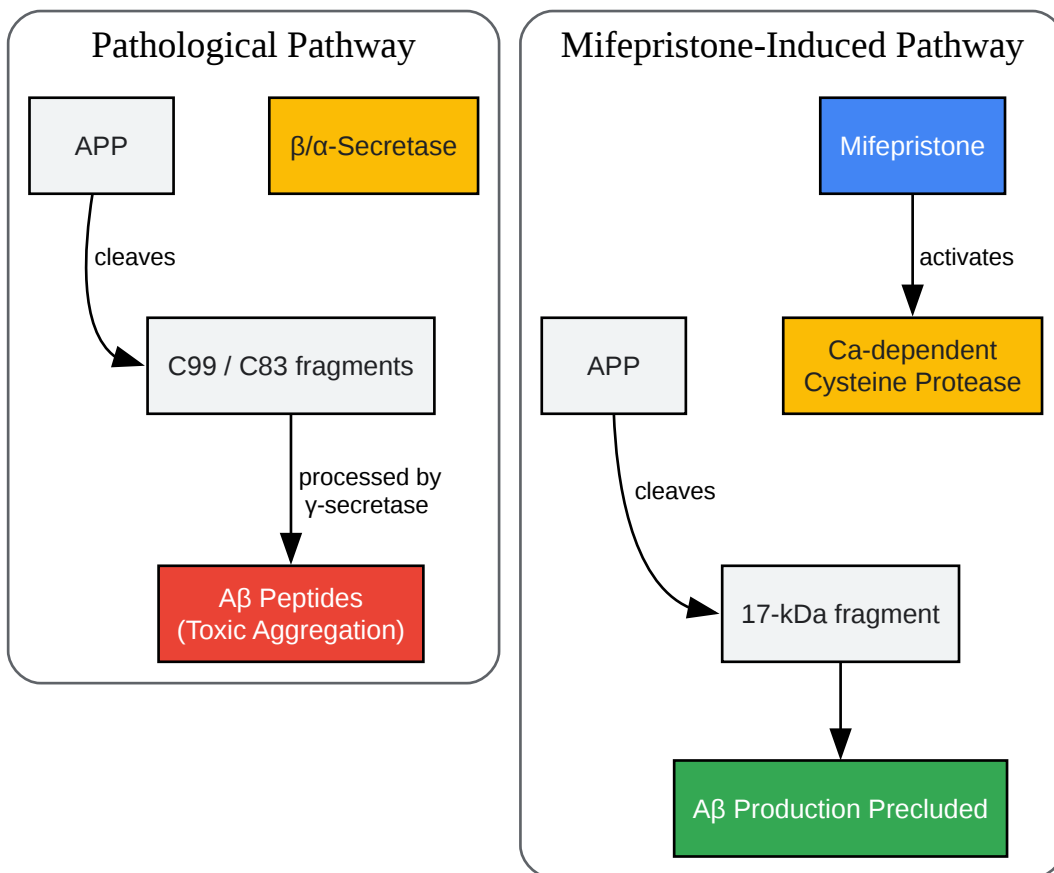 Pathological Pathway
APP
β/α-Secretase
cleaves
C99 / C83 fragments
processed by
γ-secretase
Aβ Peptides
(Toxic Aggregation)
Mifepristone-Induced Pathway
Mifepristone
activates
APP
Ca-dependent
Cysteine Protease
cleaves
17-kDa fragment
Aβ Production Precluded